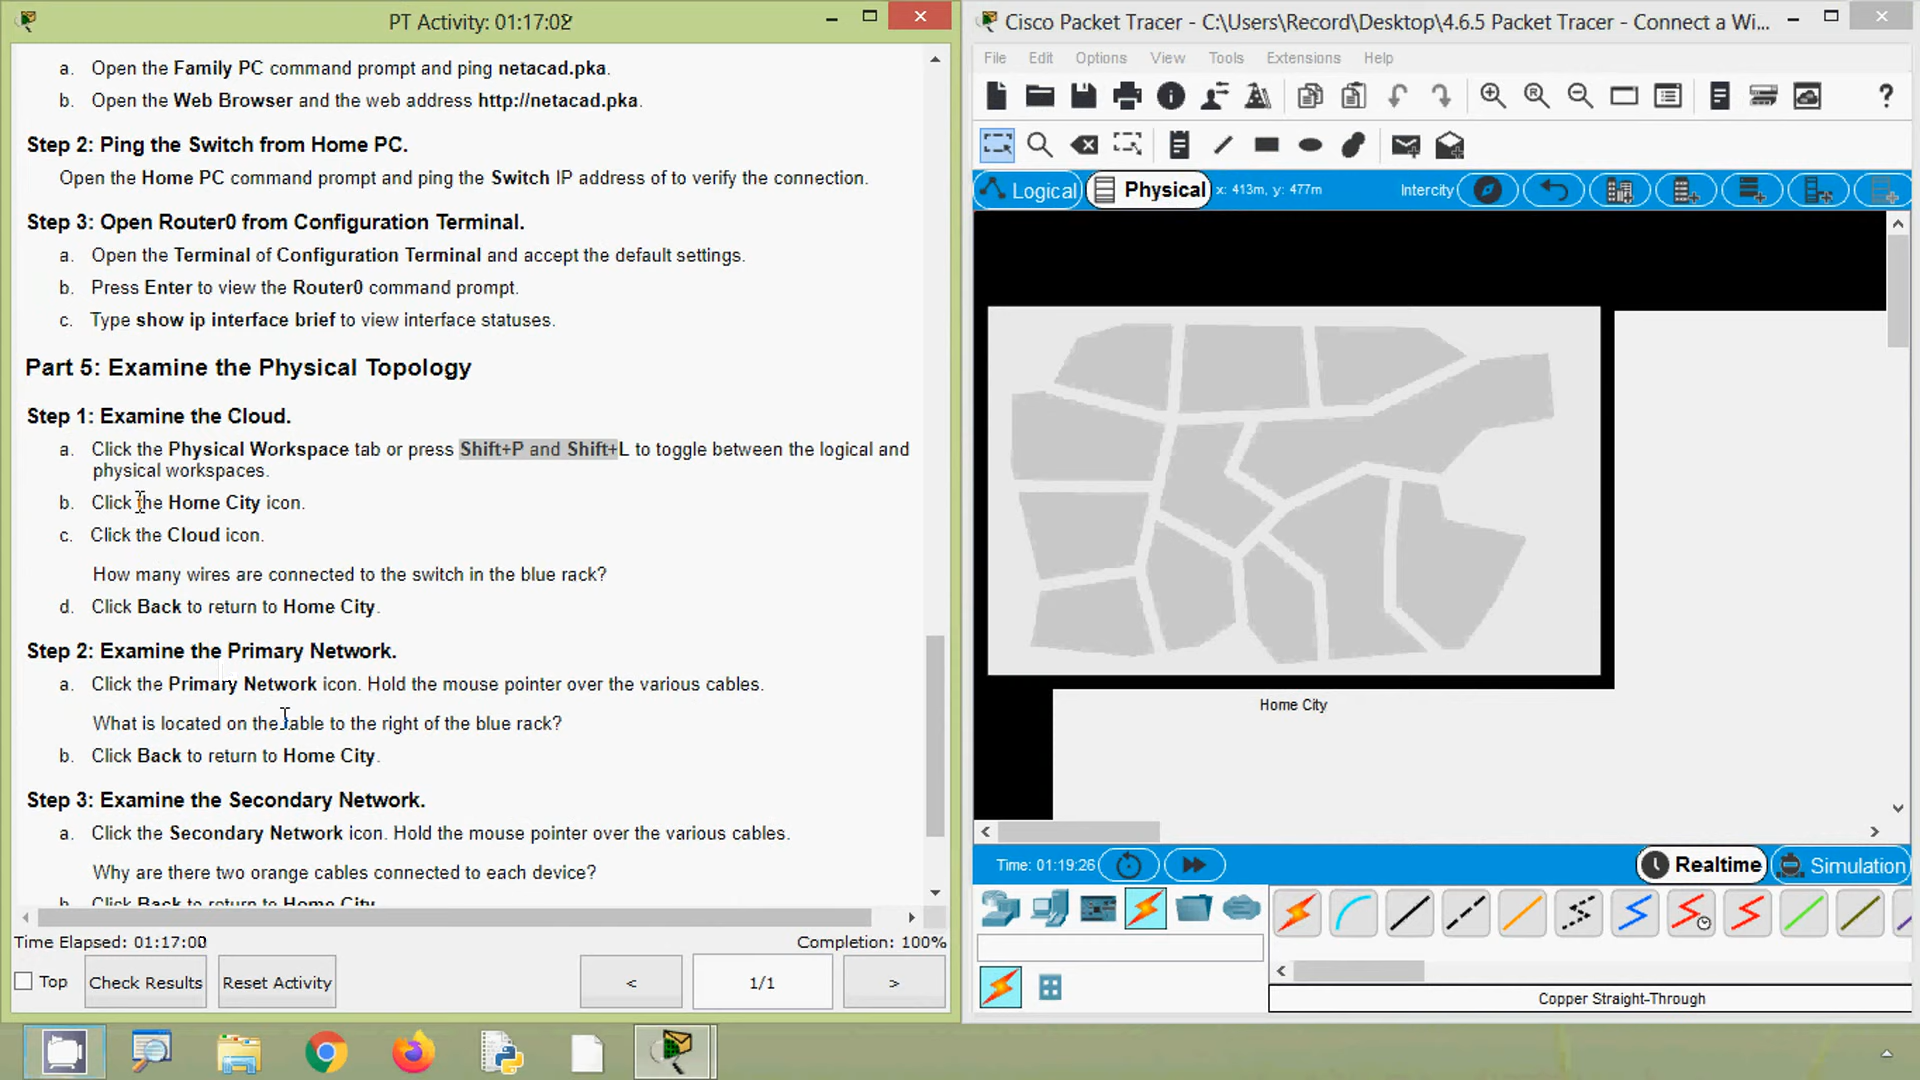 PT Activity: 01:17:02
a. Open the Family PC command prompt and ping netacad.pka.
b. Open the Web Browser and the web address http://netacad.pka.
Step 2: Ping the Switch from Home PC.
Open the Home PC command prompt and ping the Switch IP address of to verify the connection.
Step 3: Open Router0 from Configuration Terminal.
a. Open the Terminal of Configuration Terminal and accept the default settings.
b. Press Enter to view the Router0 command prompt.
c. Type show ip interface brief to view interface statuses.
Part 5: Examine the Physical Topology
Step 1: Examine the Cloud.
a. Click the Physical Workspace tab or press Shift+P and Shift+L to toggle between the logical and
physical workspaces.
b. Click the Home City icon.
c. Click the Cloud icon.
How many wires are connected to the switch in the blue rack?
d. Click Back to return to Home City.
Step 2: Examine the Primary Network.
a. Click the Primary Network icon. Hold the mouse pointer over the various cables.
What is located on the table to the right of the blue rack?
b. Click Back to return to Home City.
Step 3: Examine the Secondary Network.
a. Click the Secondary Network icon. Hold the mouse pointer over the various cables.
Why are there two orange cables connected to each device?
b. Click Back to return to Home City.
Time Elapsed: 01:17:00 Completion: 100%
Top Check Results Reset Activity < 1/1 >
Cisco Packet Tracer - C:\Users\Record\Desktop\4.6.5 Packet Tracer - Connect a Wi...
File Edit Options View Tools Extensions Help
Logical Physical x: 413m, y: 477m Intercity
Home City
Time: 01:19:26 Realtime Simulation
Copper Straight-Through